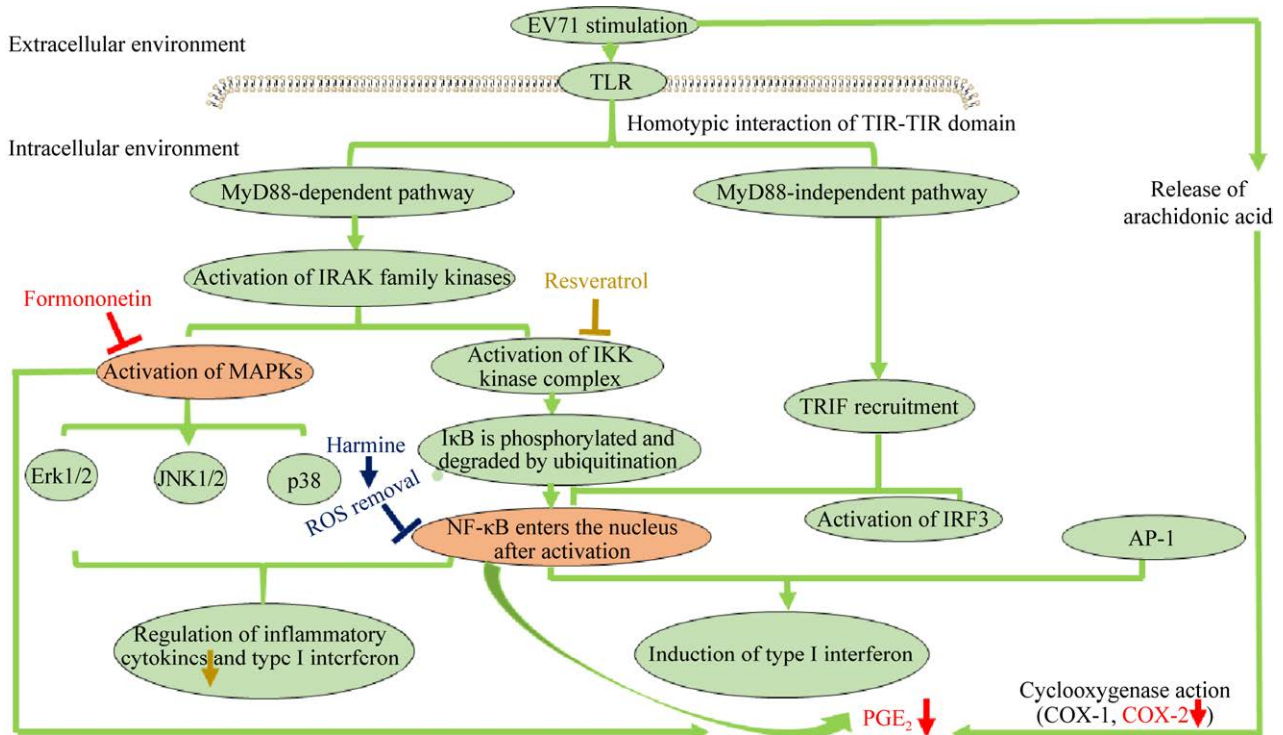 EV71 stimulation
Extracellular environment
TLR
Homotypic interaction of TIR-TIR domain
Intracellular environment
MyD88-dependent pathway
MyD88-independent pathway
Release of
arachidonic acid
Activation of IRAK family kinases
Resveratrol
Formononetin
Activation of MAPKs
Activation of IKK
kinase complex
TRIF recruitment
IκB is phosphorylated and
degraded by ubiquitination
Harmine
ROS removal
Erk1/2
JNK1/2
p38
NF-κB enters the nucleus
after activation
Activation of IRF3
AP-1
Regulation of inflammatory
cytokines and type I interferon
Induction of type I interferon
PGE₂
Cyclooxygenase action
(COX-1, COX-2)